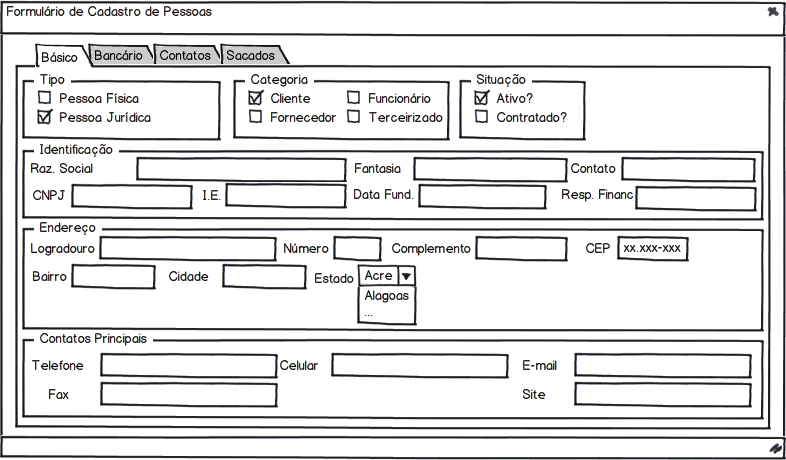 Formulário de Cadastro de Pessoas
Básico Bancário Contatos Sacados
Tipo Categoria Situação
Pessoa Física Cliente Funcionário Ativo?
Pessoa Jurídica Fornecedor Terceirizado Contratado?
Identificação
Raz. Social Fantasia Contato
CNPJ I.E. Data Fund. Resp. Financ
Endereço
Logradouro Número Complemento CEP xx.xxx-xxx
Bairro Cidade Estado Acre
Alagoas
...
Contatos Principais
Telefone Celular E-mail
Fax Site